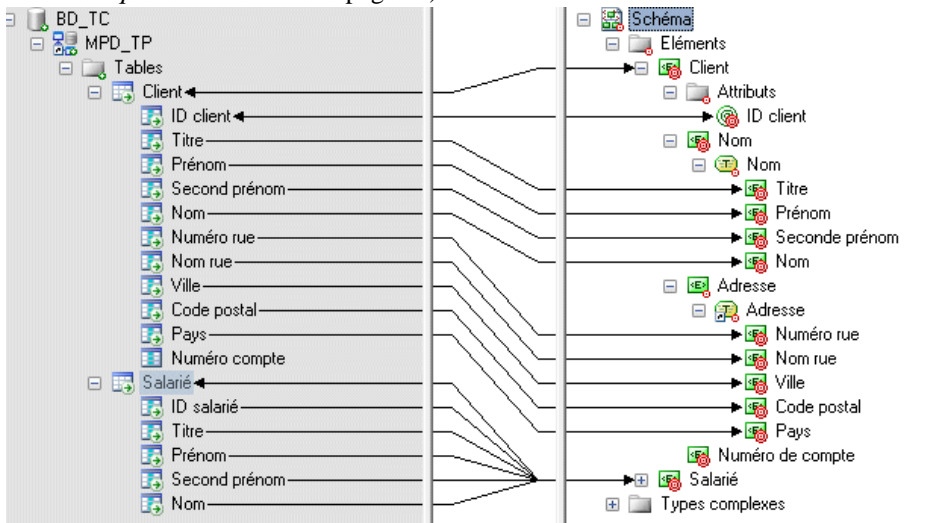 BD_TC
MPD_TP
Tables
Client
ID client
Titre
Prénom
Second prénom
Nom
Numéro rue
Nom rue
Ville
Code postal
Pays
Numéro compte
Salarié
ID salarié
Titre
Prénom
Second prénom
Nom
Schéma
Eléments
Client
Attributs
ID client
Nom
Nom
Titre
Prénom
Seconde prénom
Nom
Adresse
Adresse
Numéro rue
Nom rue
Ville
Code postal
Pays
Numéro de compte
Salarié
Types complexes